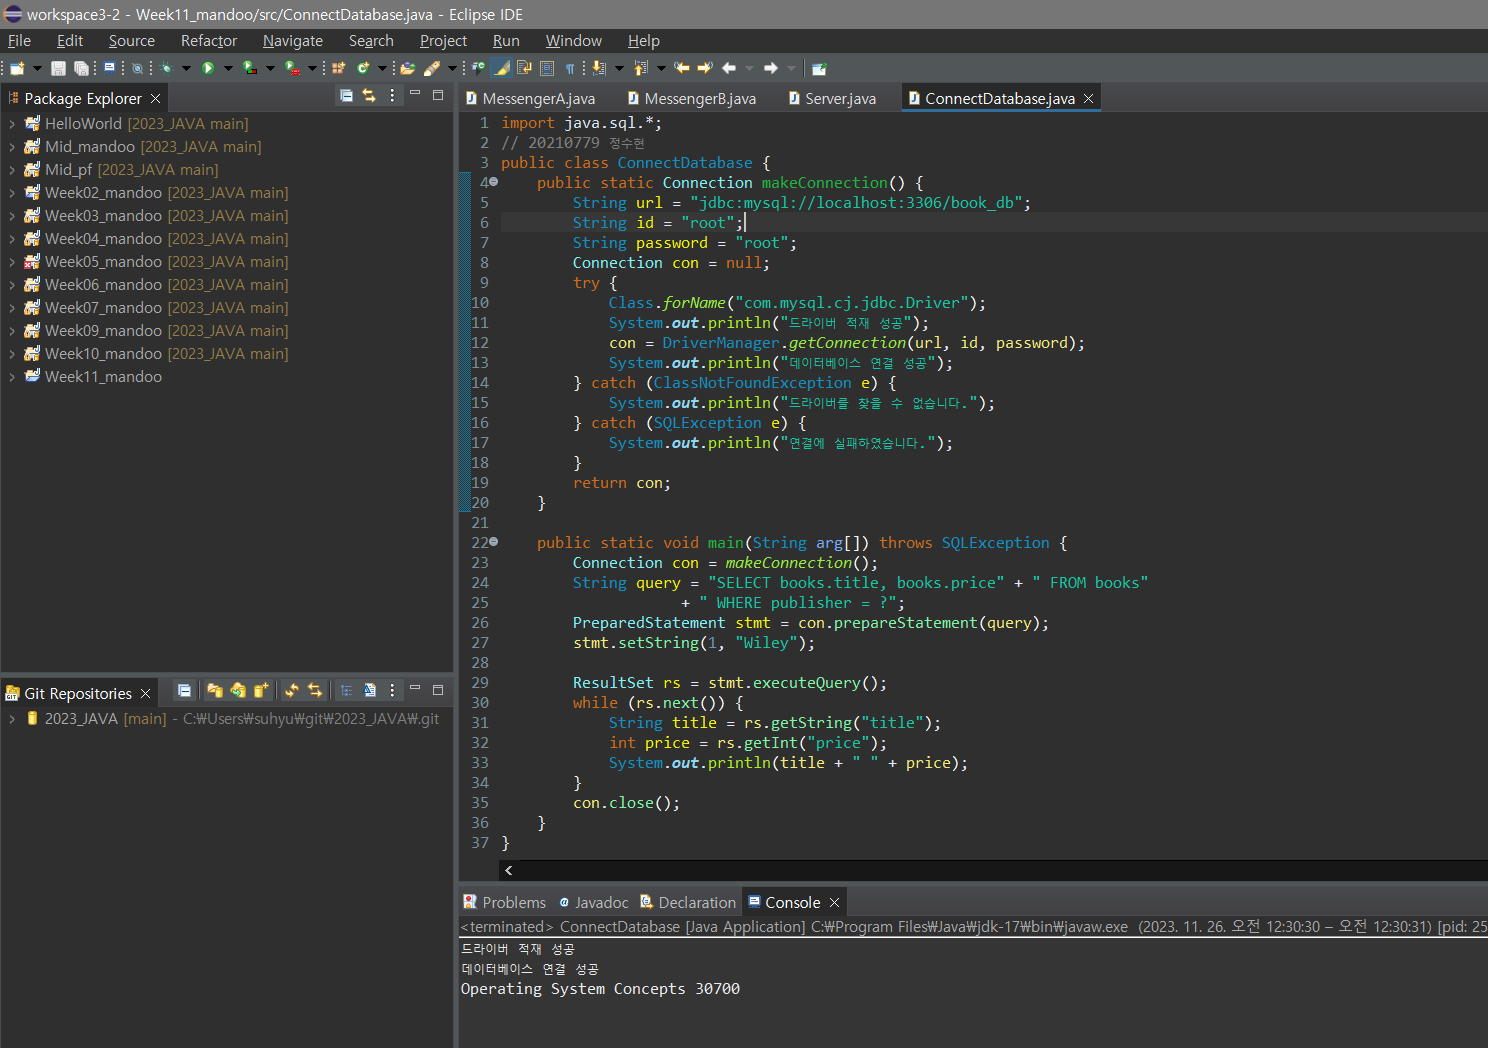 workspace3-2 - Week11_mandoo/src/ConnectDatabase.java - Eclipse IDE
File Edit Source Refactor Navigate Search Project Run Window Help
Package Explorer
HelloWorld [2023_JAVA main]
Mid_mandoo [2023_JAVA main]
Mid_pf [2023_JAVA main]
Week02_mandoo [2023_JAVA main]
Week03_mandoo [2023_JAVA main]
Week04_mandoo [2023_JAVA main]
Week05_mandoo [2023_JAVA main]
Week06_mandoo [2023_JAVA main]
Week07_mandoo [2023_JAVA main]
Week09_mandoo [2023_JAVA main]
Week10_mandoo [2023_JAVA main]
Week11_mandoo
Git Repositories
2023_JAVA [main] - C:₩Users₩suhyu₩git₩2023_JAVA₩.git
MessengerA.java MessengerB.java Server.java ConnectDatabase.java
1 import java.sql.*;
2 // 20210779 정수현
3 public class ConnectDatabase {
4 public static Connection makeConnection() {
5 String url = "jdbc:mysql://localhost:3306/book_db";
6 String id = "root";
7 String password = "root";
8 Connection con = null;
9 try {
10 Class.forName("com.mysql.cj.jdbc.Driver");
11 System.out.println("드라이버 적재 성공");
12 con = DriverManager.getConnection(url, id, password);
13 System.out.println("데이터베이스 연결 성공");
14 } catch (ClassNotFoundException e) {
15 System.out.println("드라이버를 찾을 수 없습니다.");
16 } catch (SQLException e) {
17 System.out.println("연결에 실패하였습니다.");
18 }
19 return con;
20 }
21
22 public static void main(String arg[]) throws SQLException {
23 Connection con = makeConnection();
24 String query = "SELECT books.title, books.price" + " FROM books"
25 + " WHERE publisher = ?";
26 PreparedStatement stmt = con.prepareStatement(query);
27 stmt.setString(1, "Wiley");
28
29 ResultSet rs = stmt.executeQuery();
30 while (rs.next()) {
31 String title = rs.getString("title");
32 int price = rs.getInt("price");
33 System.out.println(title + " " + price);
34 }
35 con.close();
36 }
37 }
Problems Javadoc Declaration Console
<terminated> ConnectDatabase [Java Application] C:₩Program Files₩Java₩jdk-17₩bin₩javaw.exe (2023. 11. 26. 오전 12:30:30 – 오전 12:30:31) [pid: 25
드라이버 적재 성공
데이터베이스 연결 성공
Operating System Concepts 30700